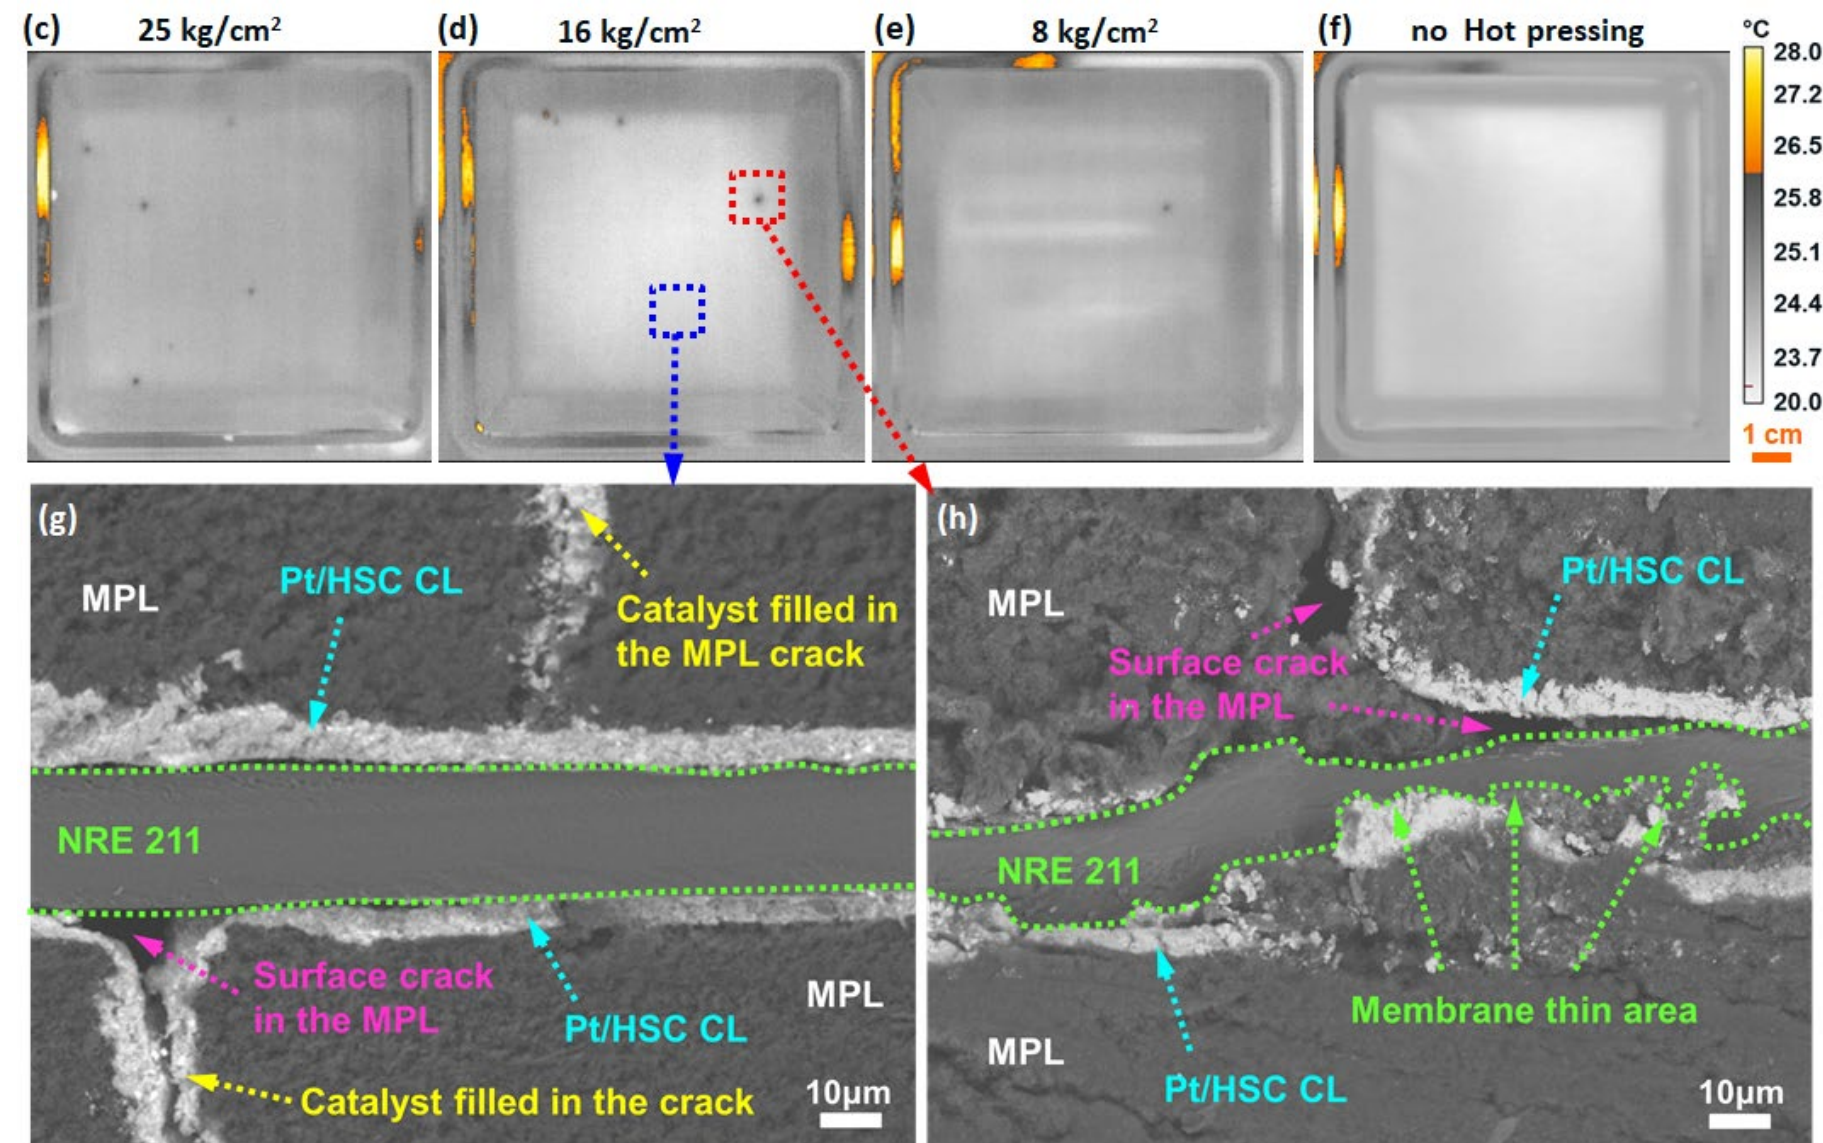 (c) 25 kg/cm²
(d) 16 kg/cm²
(e) 8 kg/cm²
(f) no Hot pressing
°C
28.0
27.2
26.5
25.8
25.1
24.4
23.7
20.0
1 cm
(g)
MPL
Pt/HSC CL
Catalyst filled in
the MPL crack
NRE 211
Surface crack
in the MPL
Pt/HSC CL
MPL
Catalyst filled in the crack
10μm
(h)
MPL
Pt/HSC CL
Surface crack
in the MPL
NRE 211
Membrane thin area
MPL
Pt/HSC CL
10μm